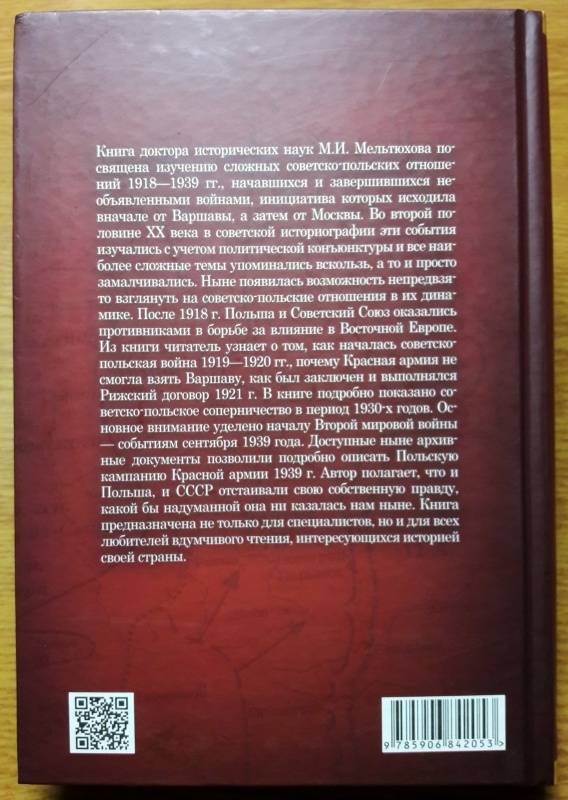 Книга доктора исторических наук М.И. Мельтюхова по-
священа изучению сложных советско-польских отноше-
ний 1918—1939 гг., начавшихся и завершившихся не-
объявленными войнами, инициатива которых исходила
вначале от Варшавы, а затем от Москвы. Во второй по-
ловине XX века в советской историографии эти события
изучались с учетом политической конъюнктуры и все наи-
более сложные темы упоминались вскользь, а то и просто
замалчивались. Ныне появилась возможность непредвзя-
то взглянуть на советско-польские отношения в их дина-
мике. После 1918 г. Польша и Советский Союз оказались
противниками в борьбе за влияние в Восточной Европе.
Из книги читатель узнает о том, как началась советско-
польская война 1919—1920 гг., почему Красная армия не
смогла взять Варшаву, как был заключен и выполнялся
Рижский договор 1921 г. В книге подробно показано со-
ветско-польское соперничество в период 1930-х годов. Ос-
новное внимание уделено началу Второй мировой войны
— событиям сентября 1939 года. Доступные ныне архив-
ные документы позволили подробно описать Польскую
кампанию Красной армии 1939 г. Автор полагает, что и
Польша, и СССР отстаивали свою собственную правду,
какой бы надуманной она ни казалась нам ныне. Книга
предназначена не только для специалистов, но и для всех
любителей вдумчивого чтения, интересующихся историей
своей страны.
9 785906 842053 >